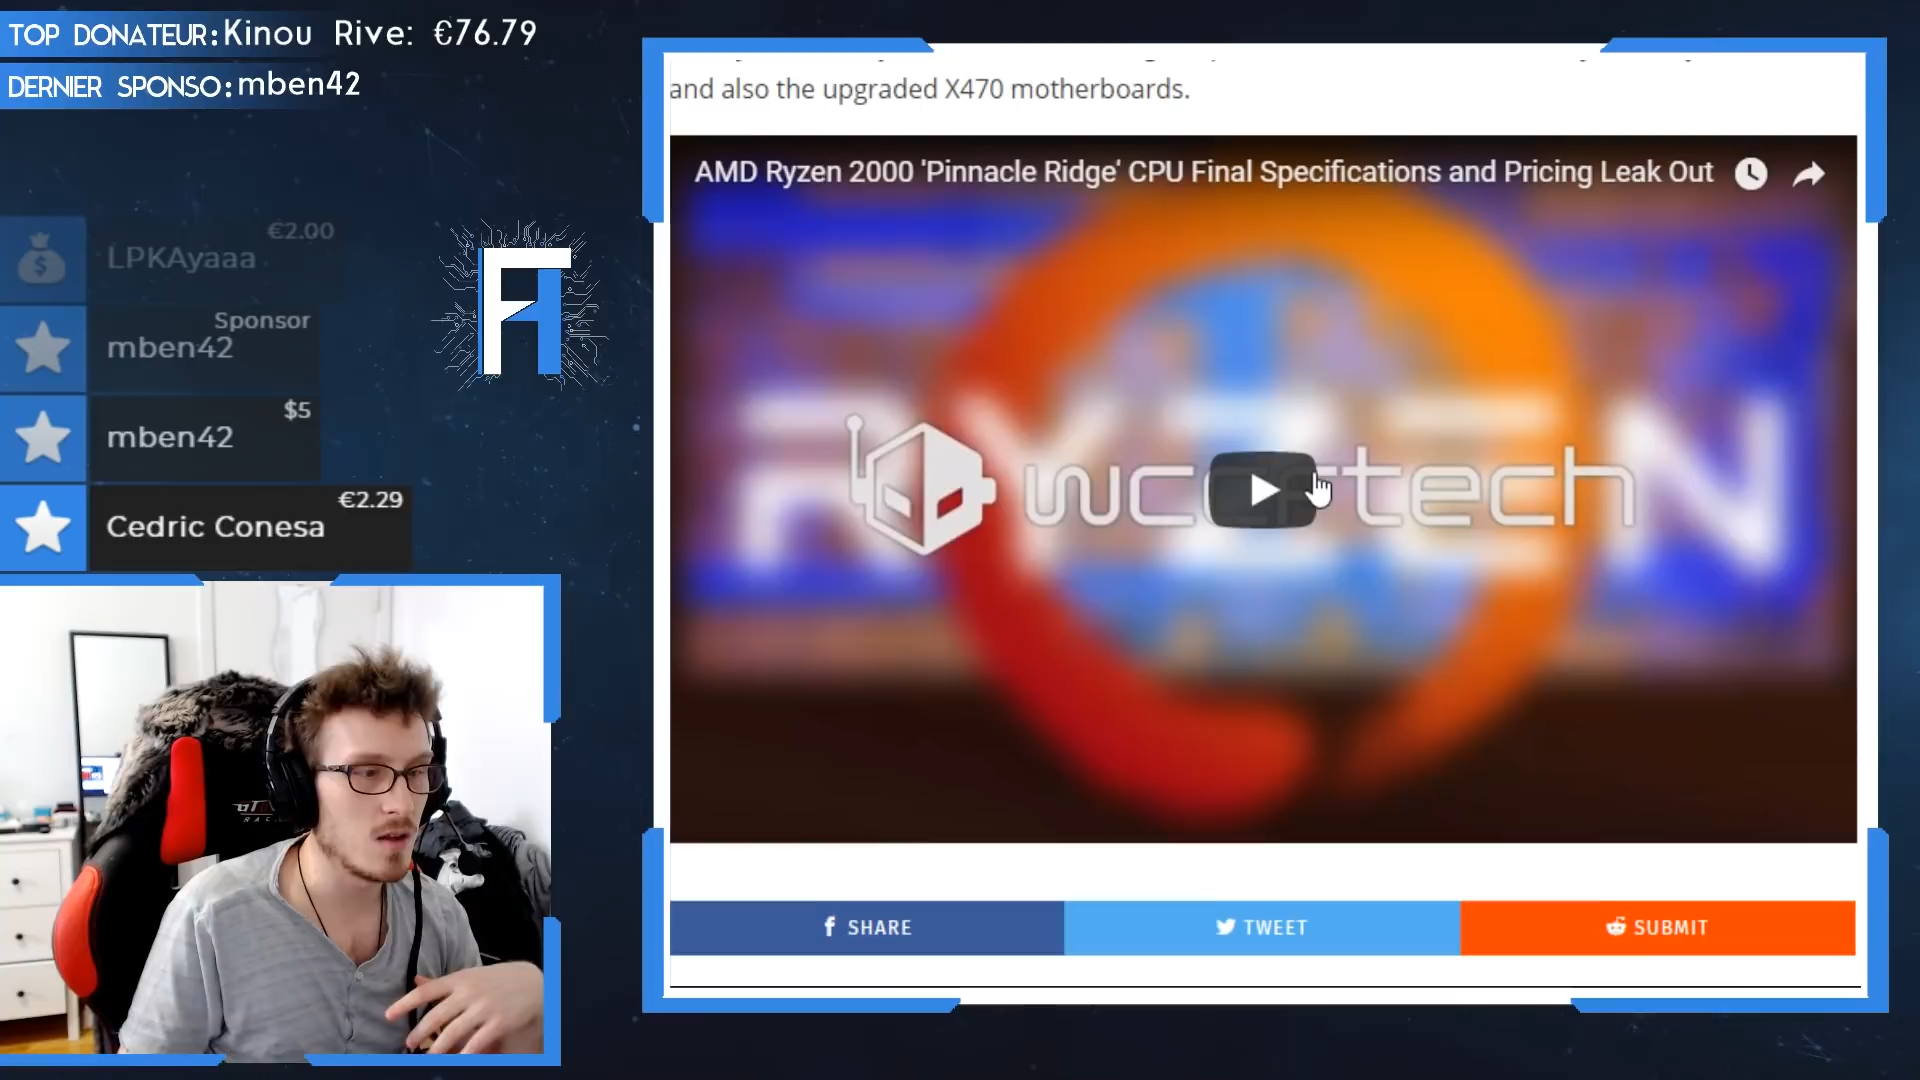 TOP DONATEUR: Kinou Rive: €76.79
DERNIER SPONSO: mben42
€2.00
LPKAyaaa
Sponsor
mben42
$5
mben42
€2.29
Cedric Conesa
and also the upgraded X470 motherboards.
AMD Ryzen 2000 'Pinnacle Ridge' CPU Final Specifications and Pricing Leak Out
RYZEN
wccftech
SHARE
TWEET
SUBMIT